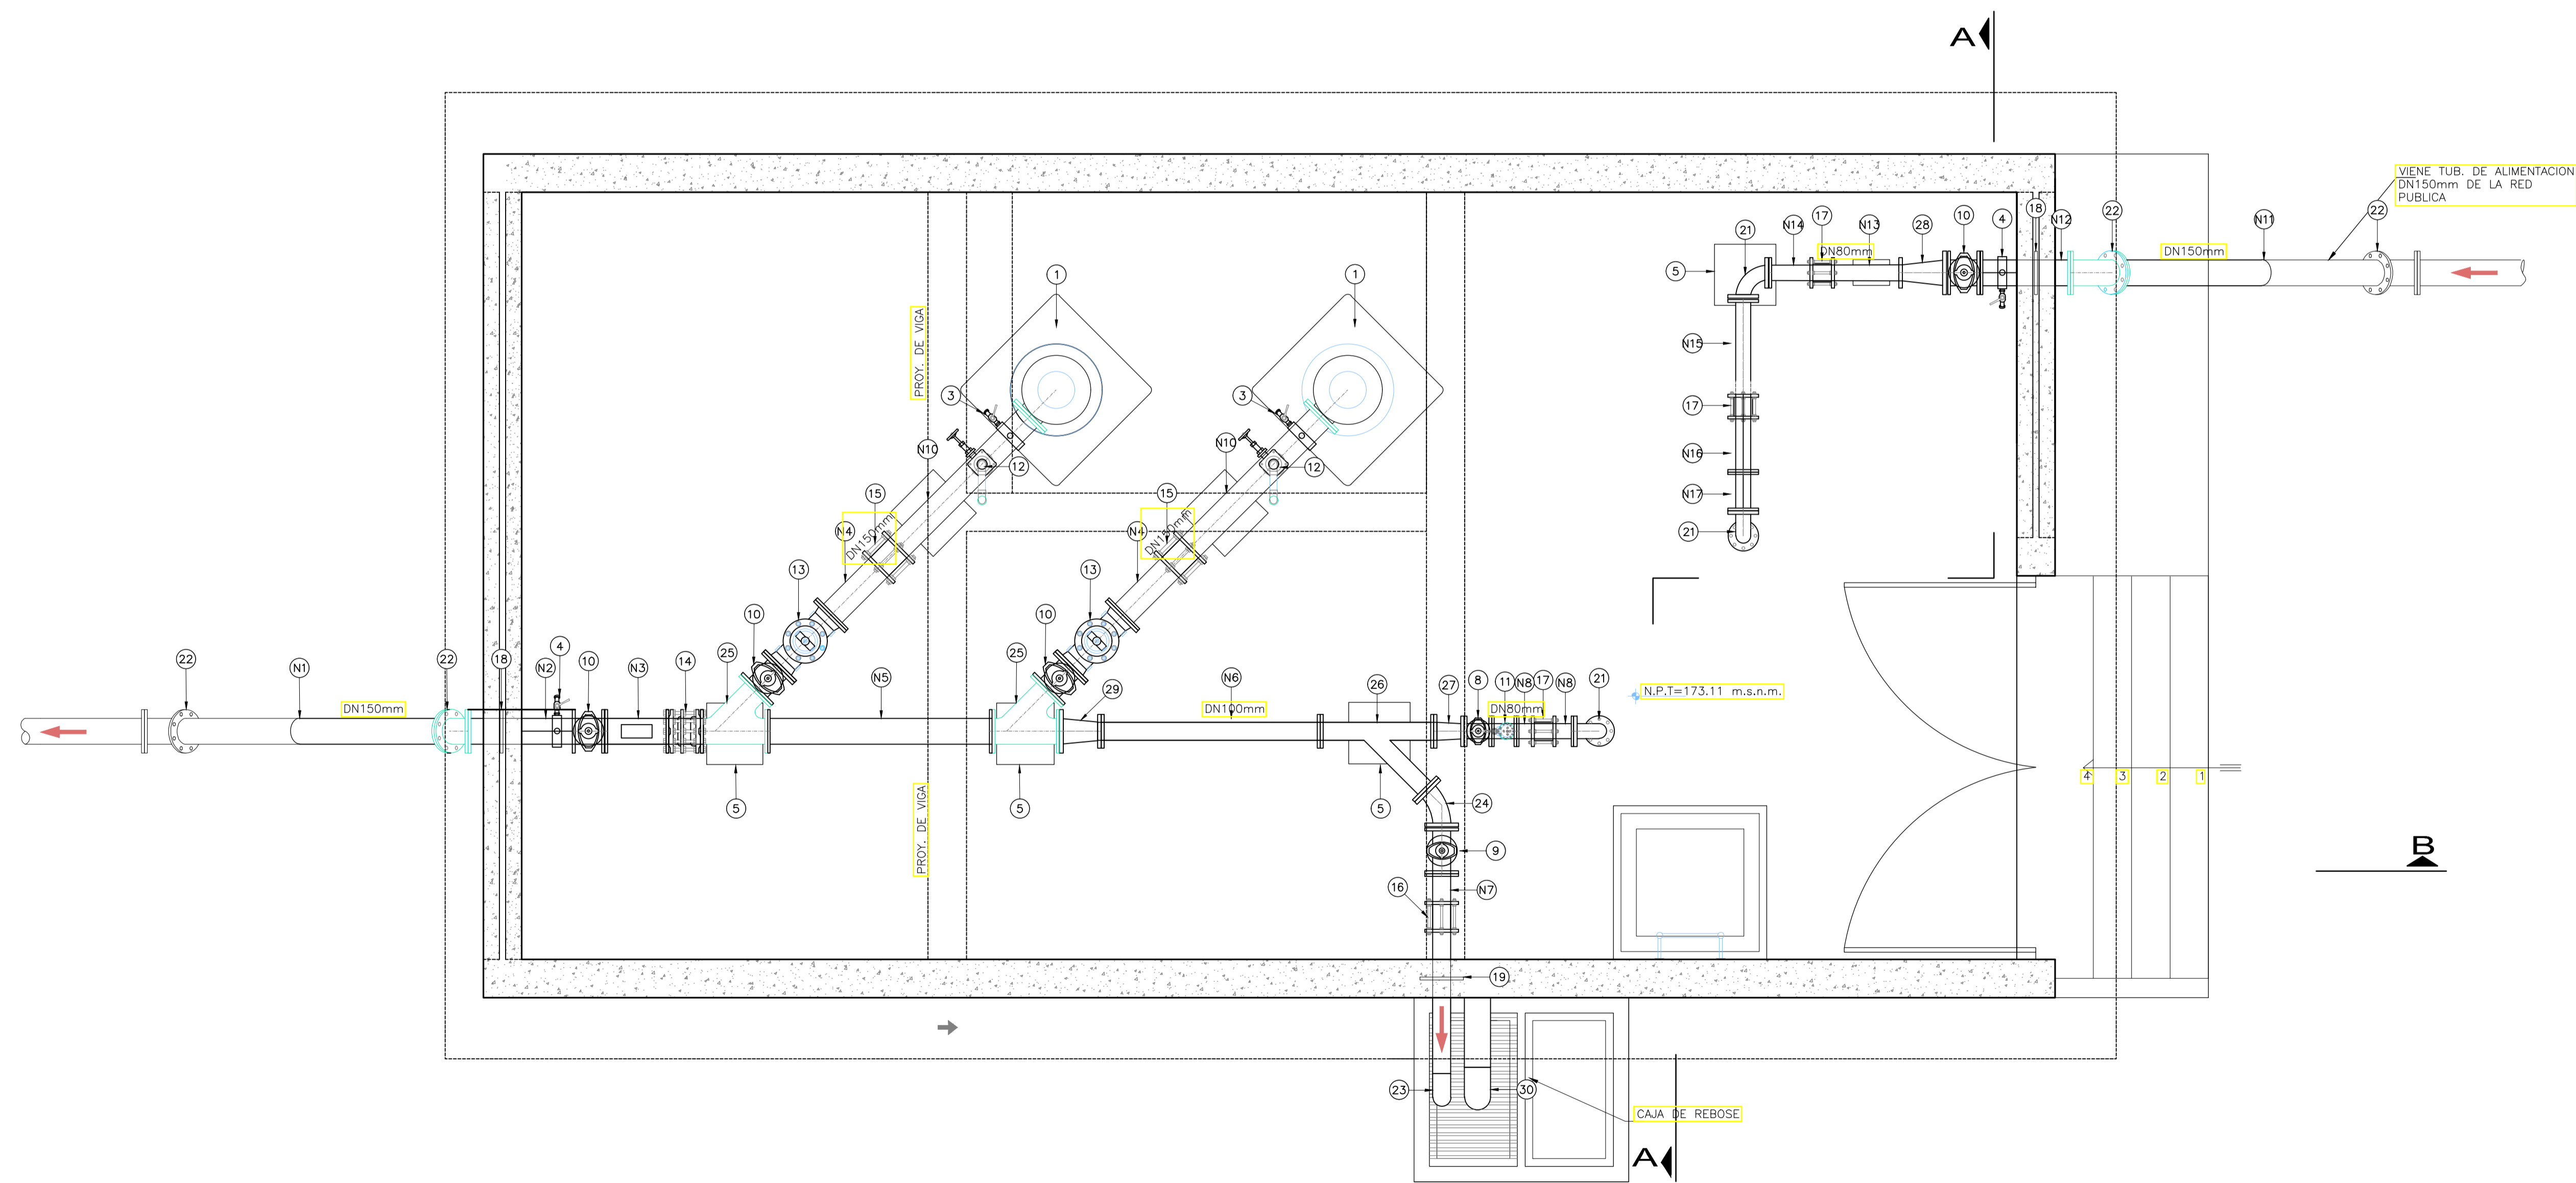 A
VIENE TUB. DE ALIMENTACION
DN150mm DE LA RED
PUBLICA
22
N11
DN150mm
22
N12
18
4
10
28
N13
DN80mm
17
N14
21
5
N15
17
N16
N17
21
1
1
PROY. DE VIGA
3
3
N10
N10
12
12
15
15
DN150mm
DN150mm
N4
N4
13
13
10
10
25
25
22
N1
DN150mm
22
18
N2
4
10
N3
14
N5
29
N6
DN100mm
26
27
8
DN80mm
11
N8
17
N8
21
N.P.T=173.11 m.s.n.m.
4
3
2
1
5
5
5
24
9
PROY. DE VIGA
16
N7
B
19
23
30
CAJA DE REBOSE
A